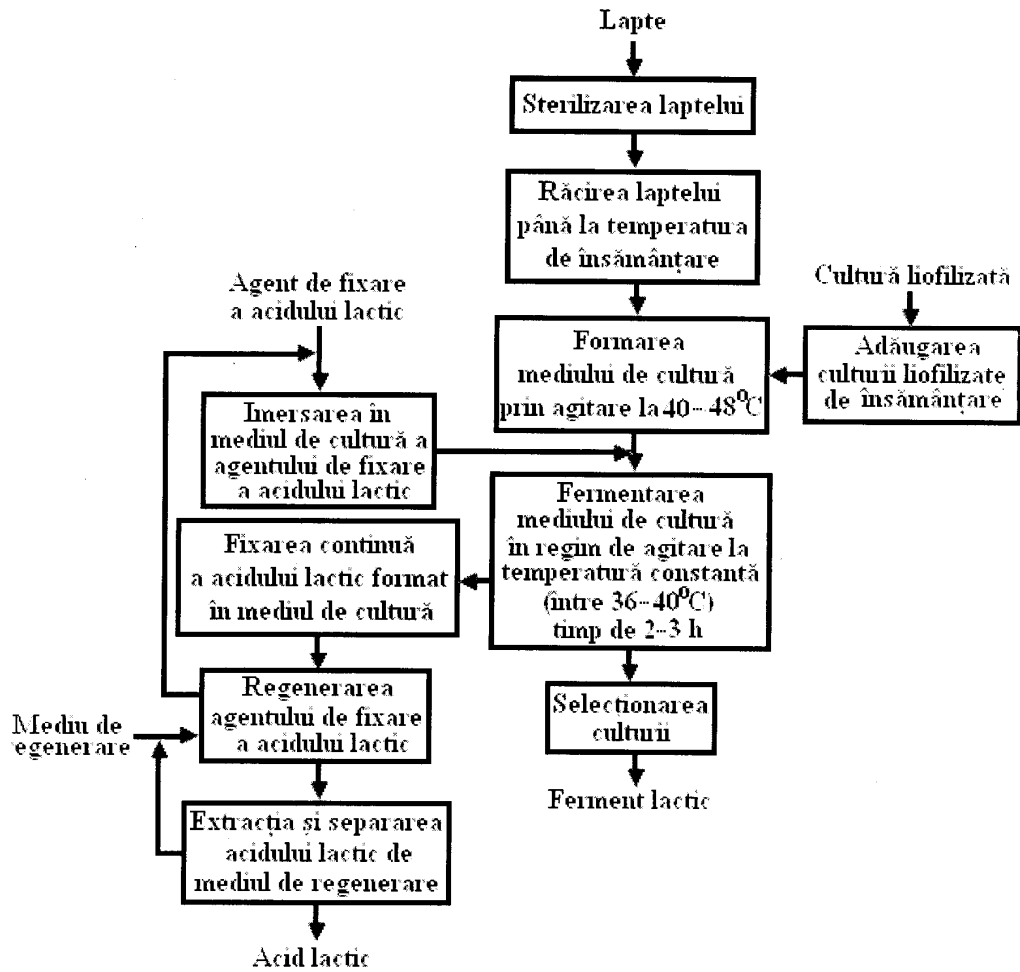 Lapte
Sterilizarea laptelui
Răcirea laptelui
până la temperatura
de însămânțare
Agent de fixare
a acidului lactic
Cultură liofilizată
Formarea
mediului de cultură
prin agitare la 40–48⁰C
Adăugarea
culturii liofilizate
de însămânțare
Imersarea în
mediul de cultură a
agentului de fixare
a acidului lactic
Fermentarea
mediului de cultură
în regim de agitare la
temperatură constantă
(între 36–40⁰C)
timp de 2–3 h
Fixarea continuă
a acidului lactic format
în mediul de cultură
Regenerarea
agentului de fixare
a acidului lactic
Selecționarea
culturii
Mediu de
egenerare
Ferment lactic
Extracția și separarea
acidului lactic de
mediul de regenerare
Acid lactic